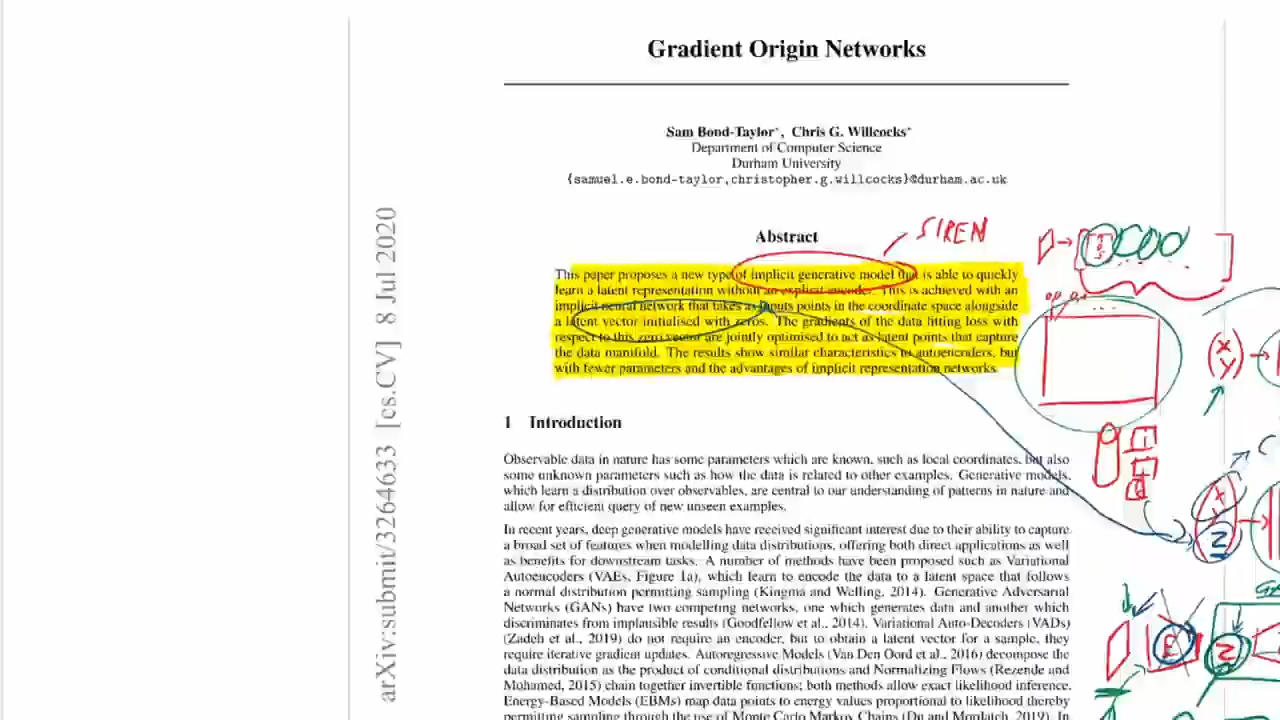 Gradient Origin Networks
Sam Bond-Taylor*, Chris G. Willcocks*
Department of Computer Science
Durham University
{samuel.e.bond-taylor,christopher.g.willcocks}@durham.ac.uk
arXiv:submit/3264633 [cs.CV] 8 Jul 2020
Abstract
SIREN
This paper proposes a new type of implicit generative model that is able to quickly
learn a latent representation without an explicit encoder. This is achieved with an
implicit neural network that takes as inputs points in the coordinate space alongside
a latent vector initialised with zeros. The gradients of the data fitting loss with
respect to this zero vector are jointly optimised to act as latent points that capture
the data manifold. The results show similar characteristics to autoencoders, but
with fewer parameters and the advantages of implicit representation networks.
x
y
z
1 Introduction
Observable data in nature has some parameters which are known, such as local coordinates, but also
some unknown parameters such as how the data is related to other examples. Generative models,
which learn a distribution over observables, are central to our understanding of patterns in nature and
allow for efficient query of new unseen examples.
In recent years, deep generative models have received significant interest due to their ability to capture
a broad set of features when modelling data distributions, offering both direct applications as well
as benefits for downstream tasks. A number of methods have been proposed such as Variational
Autoencoders (VAEs, Figure 1a), which learn to encode the data to a latent space that follows
a normal distribution permitting sampling (Kingma and Welling, 2014). Generative Adversarial
Networks (GANs) have two competing networks, one which generates data and another which
discriminates from implausible results (Goodfellow et al., 2014). Variational Auto-Decoders (VADs)
(Zadeh et al., 2019) do not require an encoder, but to obtain a latent vector for a sample, they
require iterative gradient updates. Autoregressive Models (Van Den Oord et al., 2016) decompose the
data distribution as the product of conditional distributions and Normalizing Flows (Rezende and
Mohamed, 2015) chain together invertible functions; both methods allow exact likelihood inference.
Energy-Based Models (EBMs) map data points to energy values proportional to likelihood thereby
permitting sampling through the use of Monte Carlo Markov Chains (Du and Mordatch, 2019). In
E
z